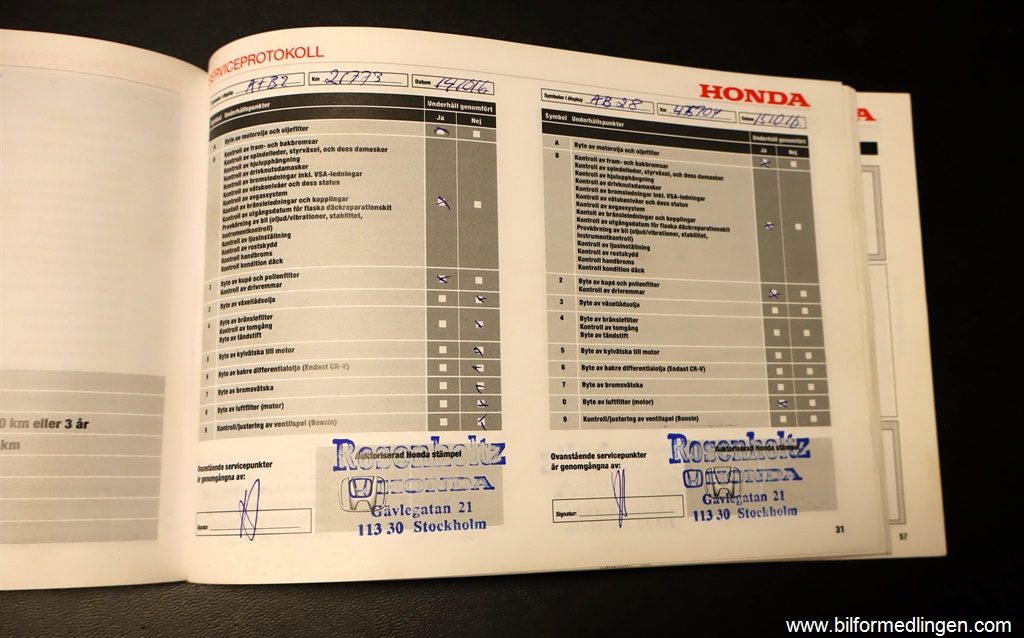 SERVICEPROTOKOLL
Symboler i display A+B2 Km 21773 Datum 141016
Underhållspunkter Underhåll genomfört
Symbol Ja Nej
A Byte av motorolja och oljefilter
B Kontroll av fram- och bakbromsar
Kontroll av spindelleder, styrväxel, och dess damasker
Kontroll av hjulupphängning
Kontroll av drivknutsdamasker
Kontroll av bromsledningar inkl. VSA-ledningar
Kontroll av vätskenivåer och dess status
Kontroll av avgassystem
Kontroll av bränsleledningar och kopplingar
Kontroll av utgångsdatum för flaska däckreparationskit
Provkörning av bil (oljud/vibrationer, stabilitet,
instrumentkontroll)
Kontroll av ljusinställning
Kontroll av rostskydd
Kontroll handbroms
Kontroll kondition däck
2 Byte av kupé och pollenfilter
Kontroll av drivremmar
3 Byte av växellådsolja
4 Byte av bränslefilter
Kontroll av tomgång
Byte av tändstift
5 Byte av kylvätska till motor
6 Byte av bakre differentialolja (Endast CR-V)
7 Byte av bromsvätska
8 Byte av luftfilter (motor)
9 Kontroll/justering av ventilspel (Bensin)
Ovanstående servicepunkter
är genomgångna av:
Signatur:
Auktoriserad Honda stämpel
Rosenholtz
HONDA
Gävlegatan 21
113 30 Stockholm
HONDA
Symboler i display AB 28 Km Datum 151016
Symbol Underhållspunkter Underhåll genomfört
Ja Nej
A Byte av motorolja och oljefilter
B Kontroll av fram- och bakbromsar
Kontroll av spindelleder, styrväxel, och dess damasker
Kontroll av hjulupphängning
Kontroll av drivknutsdamasker
Kontroll av bromsledningar inkl. VSA-ledningar
Kontroll av vätskenivåer och dess status
Kontroll av avgassystem
Kontroll av bränsleledningar och kopplingar
Kontroll av utgångsdatum för flaska däckreparationskit
Provkörning av bil (oljud/vibrationer, stabilitet,
instrumentkontroll)
Kontroll av ljusinställning
Kontroll av rostskydd
Kontroll handbroms
Kontroll kondition däck
2 Byte av kupé och pollenfilter
Kontroll av drivremmar
3 Byte av växellådsolja
4 Byte av bränslefilter
Kontroll av tomgång
Byte av tändstift
5 Byte av kylvätska till motor
6 Byte av bakre differentialolja (Endast CR-V)
7 Byte av bromsvätska
8 Byte av luftfilter (motor)
9 Kontroll/justering av ventilspel (Bensin)
Ovanstående servicepunkter
är genomgångna av:
Signatur:
Auktoriserad Honda stämpel
Rosenholtz
HONDA
Gävlegatan 21
113 30 Stockholm
31
57
0 km eller 3 år
km
www.bilformedlingen.com